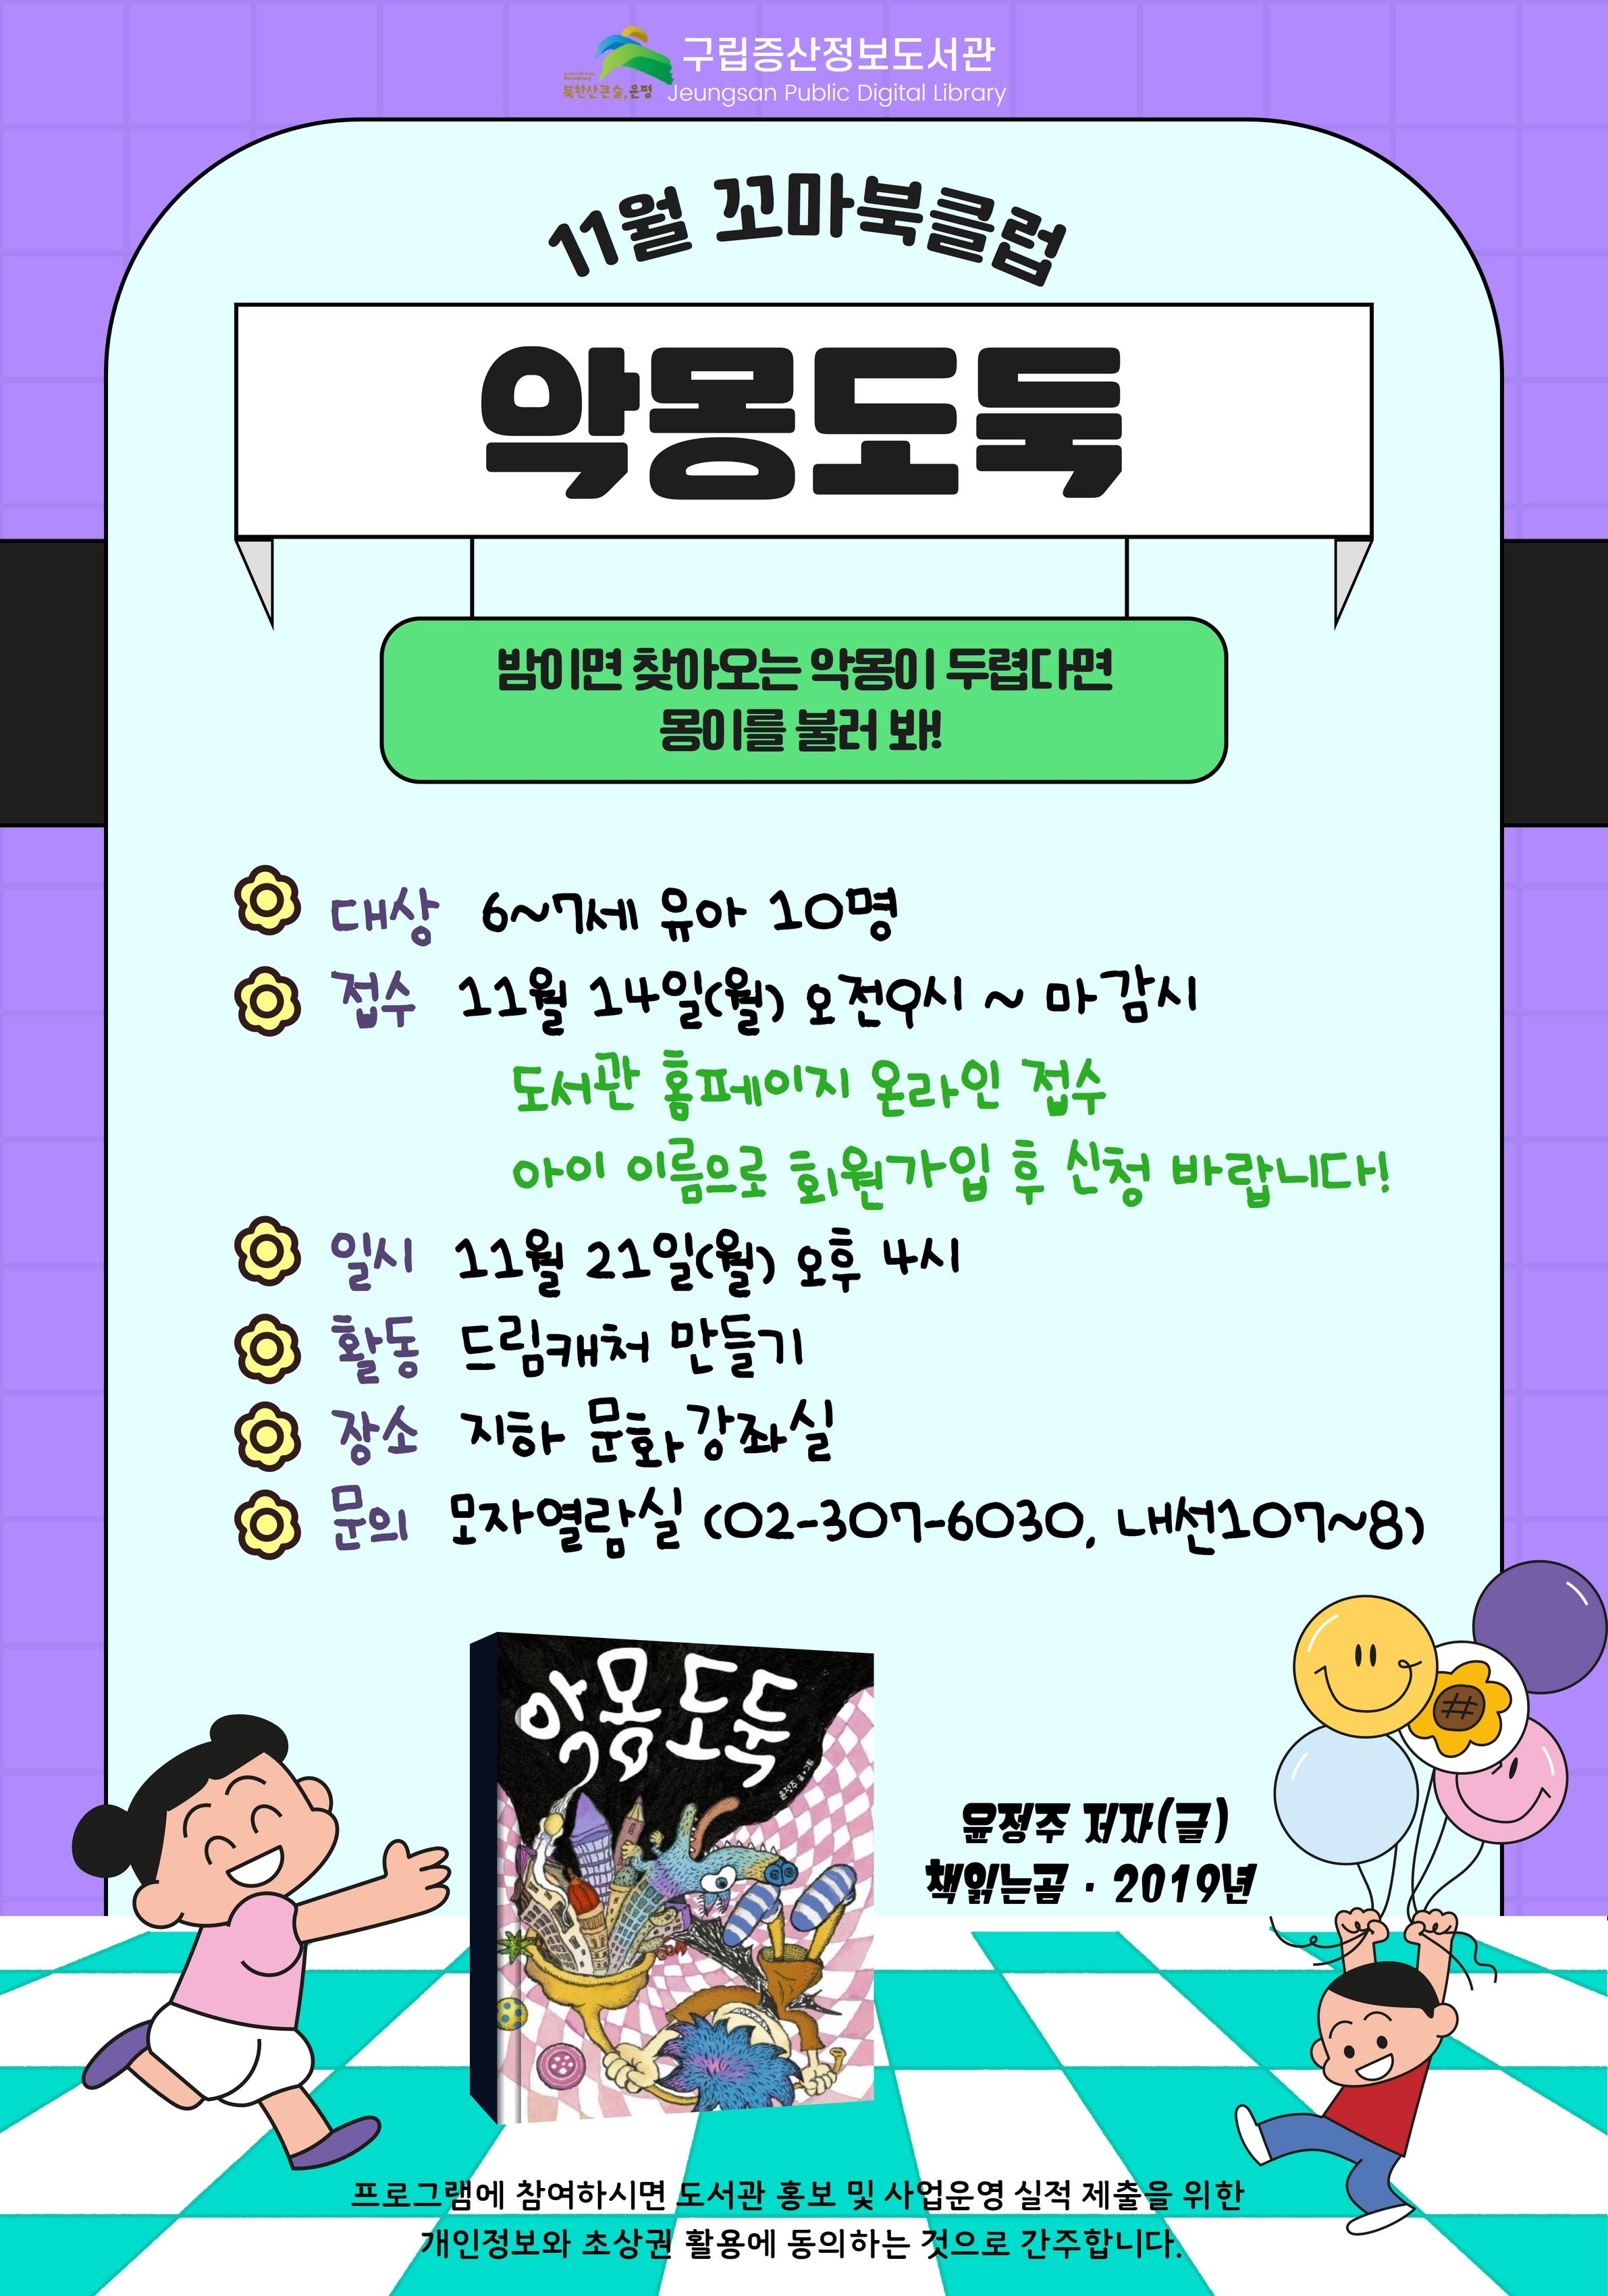 북한산큰숲, 은평
구립증산정보도서관
Jeungsan Public Digital Library
11월 꼬마북클럽
악몽도둑
밤이면 찾아오는 악몽이 두렵다면
몽이를 불러 봐!
대상 6~7세 유아 10명
접수 11월 14일(월) 오전9시 ~ 마감시
도서관 홈페이지 온라인 접수
아이 이름으로 회원가입 후 신청 바랍니다!
일시 11월 21일(월) 오후 4시
활동 드림캐처 만들기
장소 지하 문화강좌실
문의 모자열람실 (02-307-6030, 내선107~8)
악몽도둑
윤정주 글•그림
윤정주 저자(글)
책읽는곰 · 2019년
프로그램에 참여하시면 도서관 홍보 및 사업운영 실적 제출을 위한
개인정보와 초상권 활용에 동의하는 것으로 간주합니다.